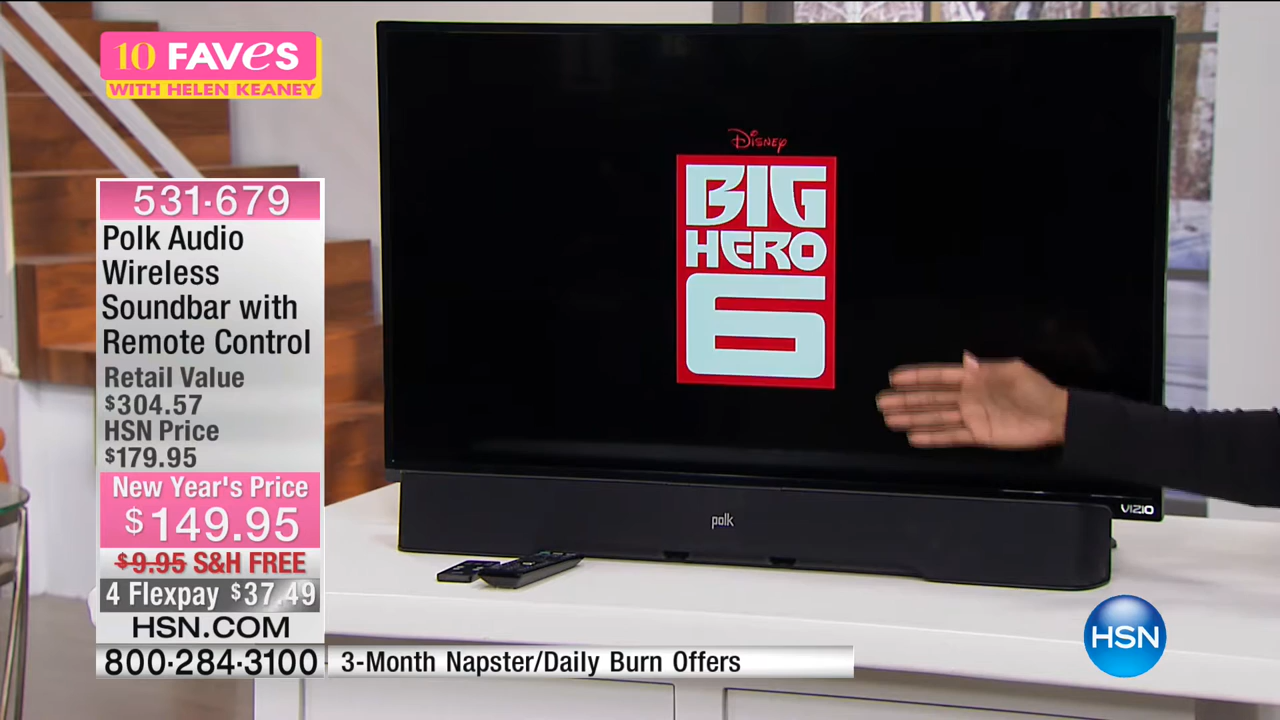 10 FAVeS
WITH HELEN KEANEY
531·679
Polk Audio
Wireless
Soundbar with
Remote Control
Retail Value
$304.57
HSN Price
$179.95
New Year's Price
$149.95
$9.95 S&H FREE
4 Flexpay $37.49
HSN.COM
800·284·3100
3-Month Napster/Daily Burn Offers
DISNEY
BIG
HERO
6
polk
VIZIO
HSN